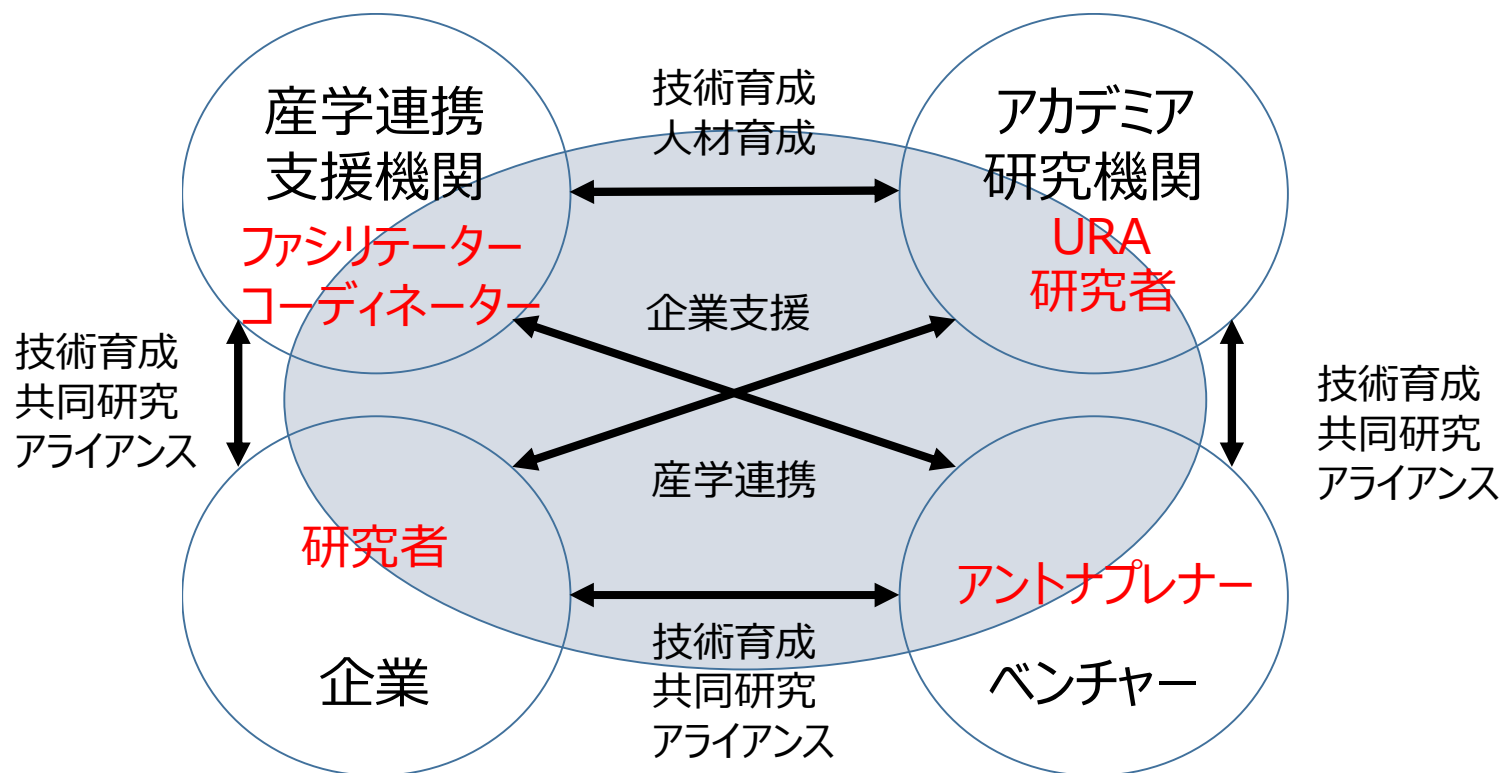 産学連携
支援機関
ファシリテーター
コーディネーター
技術育成
人材育成
アカデミア
研究機関
URA
研究者
企業支援
技術育成
共同研究
アライアンス
技術育成
共同研究
アライアンス
産学連携
研究者
企業
アントナプレナー
ベンチャー
技術育成
共同研究
アライアンス